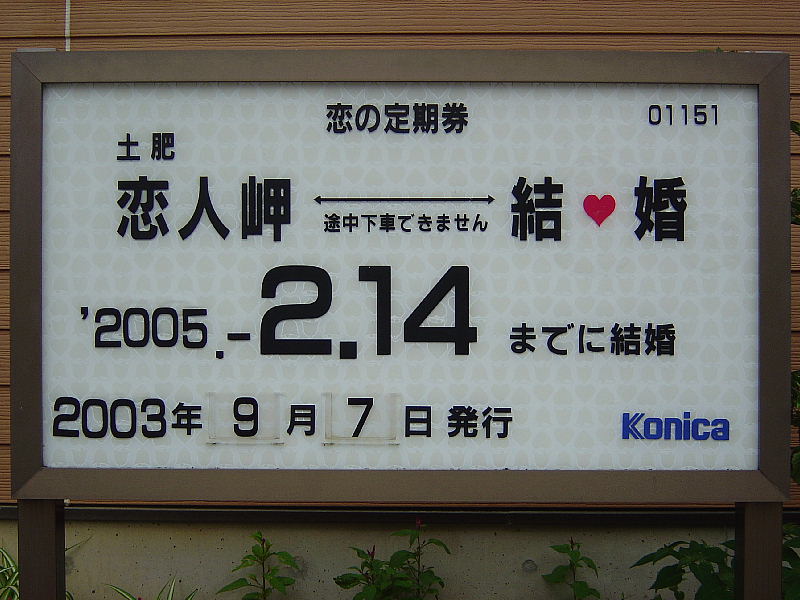 恋の定期券 01151
土肥
恋人岬 ⟷ 結♥婚
途中下車できません
'2005.-2.14 までに結婚
2003年 9 月 7 日 発行 Konica